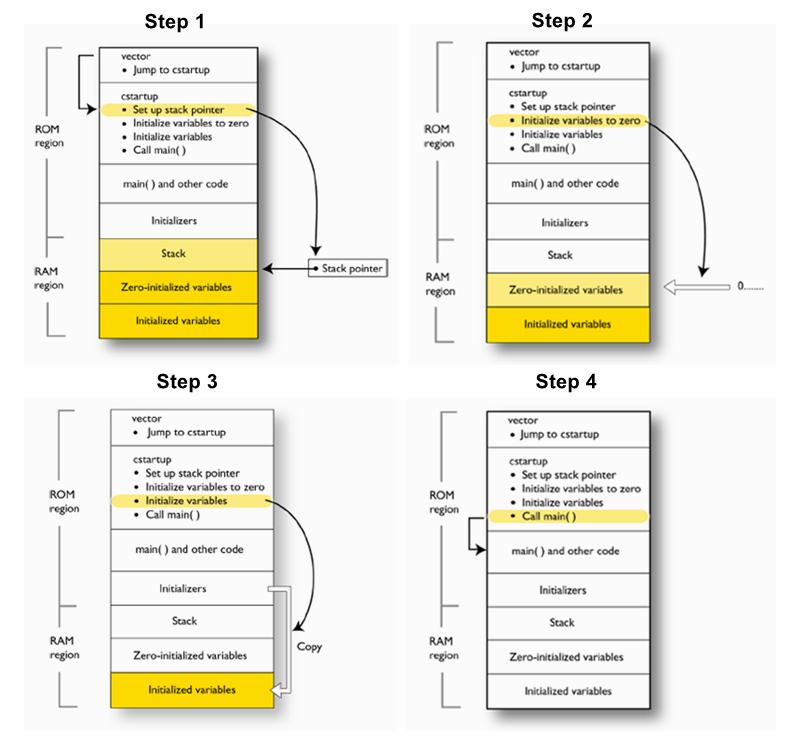 Step 1
vector
• Jump to cstartup
cstartup
• Set up stack pointer
• Initialize variables to zero
• Initialize variables
• Call main( )
ROM
region
main( ) and other code
Initializers
Stack
RAM
region
Stack pointer
Zero-initialized variables
Initialized variables
Step 2
vector
• Jump to cstartup
cstartup
• Set up stack pointer
• Initialize variables to zero
• Initialize variables
• Call main( )
ROM
region
main( ) and other code
Initializers
Stack
RAM
region
Zero-initialized variables
0........
Initialized variables
Step 3
vector
• Jump to cstartup
cstartup
• Set up stack pointer
• Initialize variables to zero
• Initialize variables
• Call main( )
ROM
region
main( ) and other code
Initializers
Stack
RAM
region
Copy
Zero-initialized variables
Initialized variables
Step 4
vector
• Jump to cstartup
cstartup
• Set up stack pointer
• Initialize variables to zero
• Initialize variables
• Call main( )
ROM
region
main( ) and other code
Initializers
Stack
RAM
region
Zero-initialized variables
Initialized variables